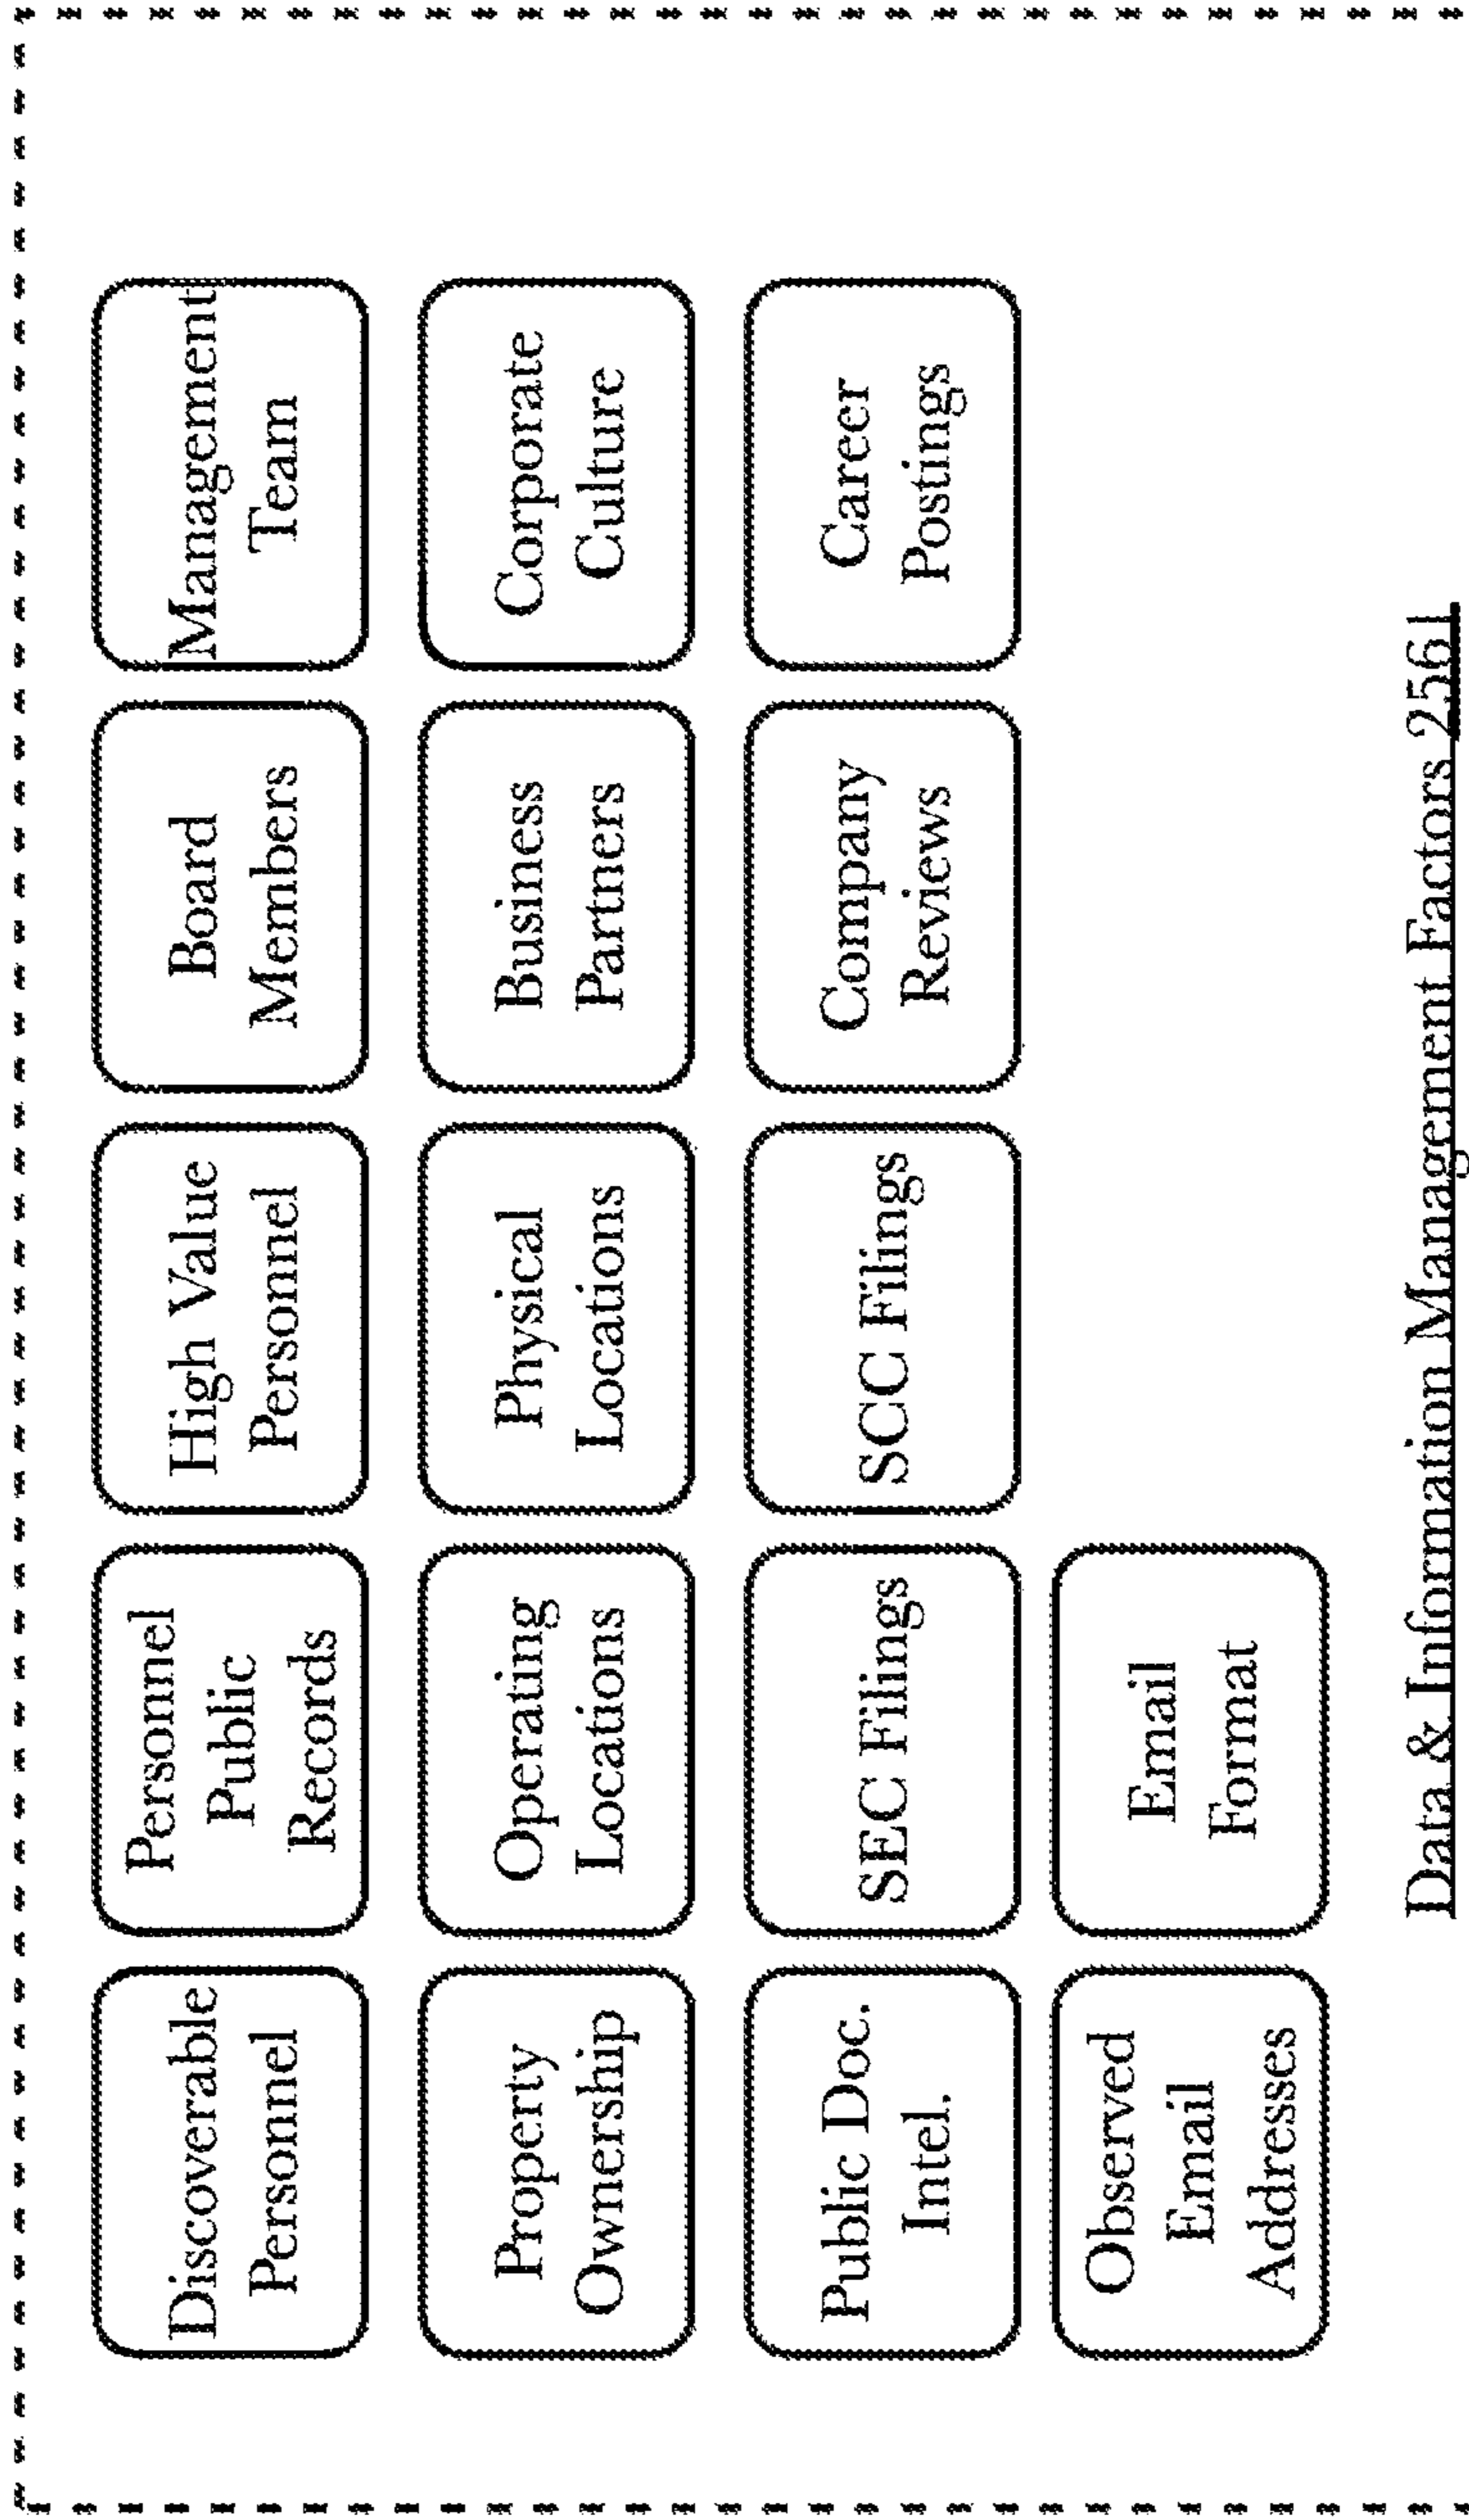 Discoverable
Personnel
Personnel
Public
Records
High Value
Personnel
Board
Members
Management
Team
Property
Ownership
Operating
Locations
Physical
Locations
Business
Partners
Corporate
Culture
Public Doc.
Intel.
SEC Filings
SCC Filings
Company
Reviews
Career
Postings
Observed
Email
Addresses
Email
Format
Data & Information Management Factors 2561